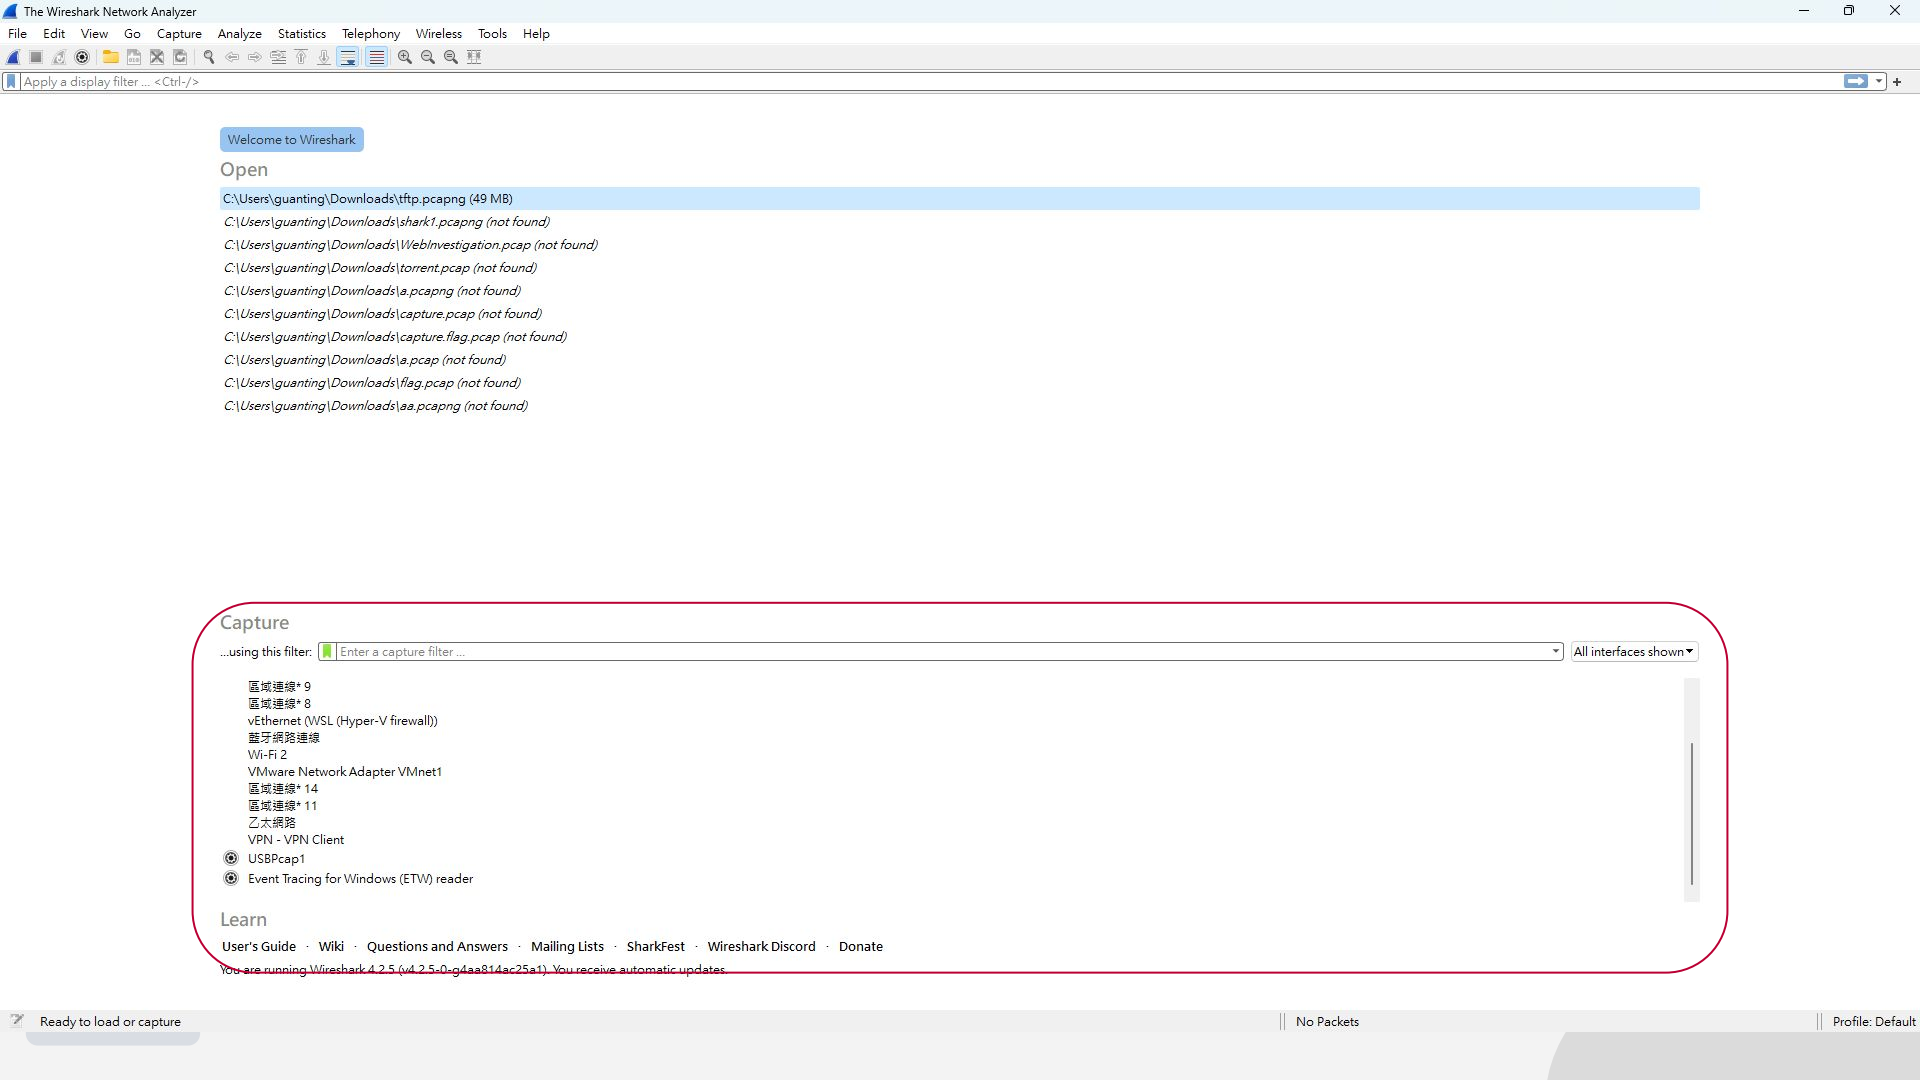 The Wireshark Network Analyzer
File Edit View Go Capture Analyze Statistics Telephony Wireless Tools Help
Apply a display filter ... <Ctrl-/>
Welcome to Wireshark
Open
C:\Users\guanting\Downloads\tftp.pcapng (49 MB)
C:\Users\guanting\Downloads\shark1.pcapng (not found)
C:\Users\guanting\Downloads\WebInvestigation.pcap (not found)
C:\Users\guanting\Downloads\torrent.pcap (not found)
C:\Users\guanting\Downloads\a.pcapng (not found)
C:\Users\guanting\Downloads\capture.pcap (not found)
C:\Users\guanting\Downloads\capture.flag.pcap (not found)
C:\Users\guanting\Downloads\a.pcap (not found)
C:\Users\guanting\Downloads\flag.pcap (not found)
C:\Users\guanting\Downloads\aa.pcapng (not found)
Capture
...using this filter: Enter a capture filter ... All interfaces shown
區域連線* 9
區域連線* 8
vEthernet (WSL (Hyper-V firewall))
藍牙網路連線
Wi-Fi 2
VMware Network Adapter VMnet1
區域連線* 14
區域連線* 11
乙太網路
VPN - VPN Client
USBPcap1
Event Tracing for Windows (ETW) reader
Learn
User's Guide · Wiki · Questions and Answers · Mailing Lists · SharkFest · Wireshark Discord · Donate
You are running Wireshark 4.2.5 (v4.2.5-0-g4aa814ac25a1). You receive automatic updates.
Ready to load or capture No Packets Profile: Default